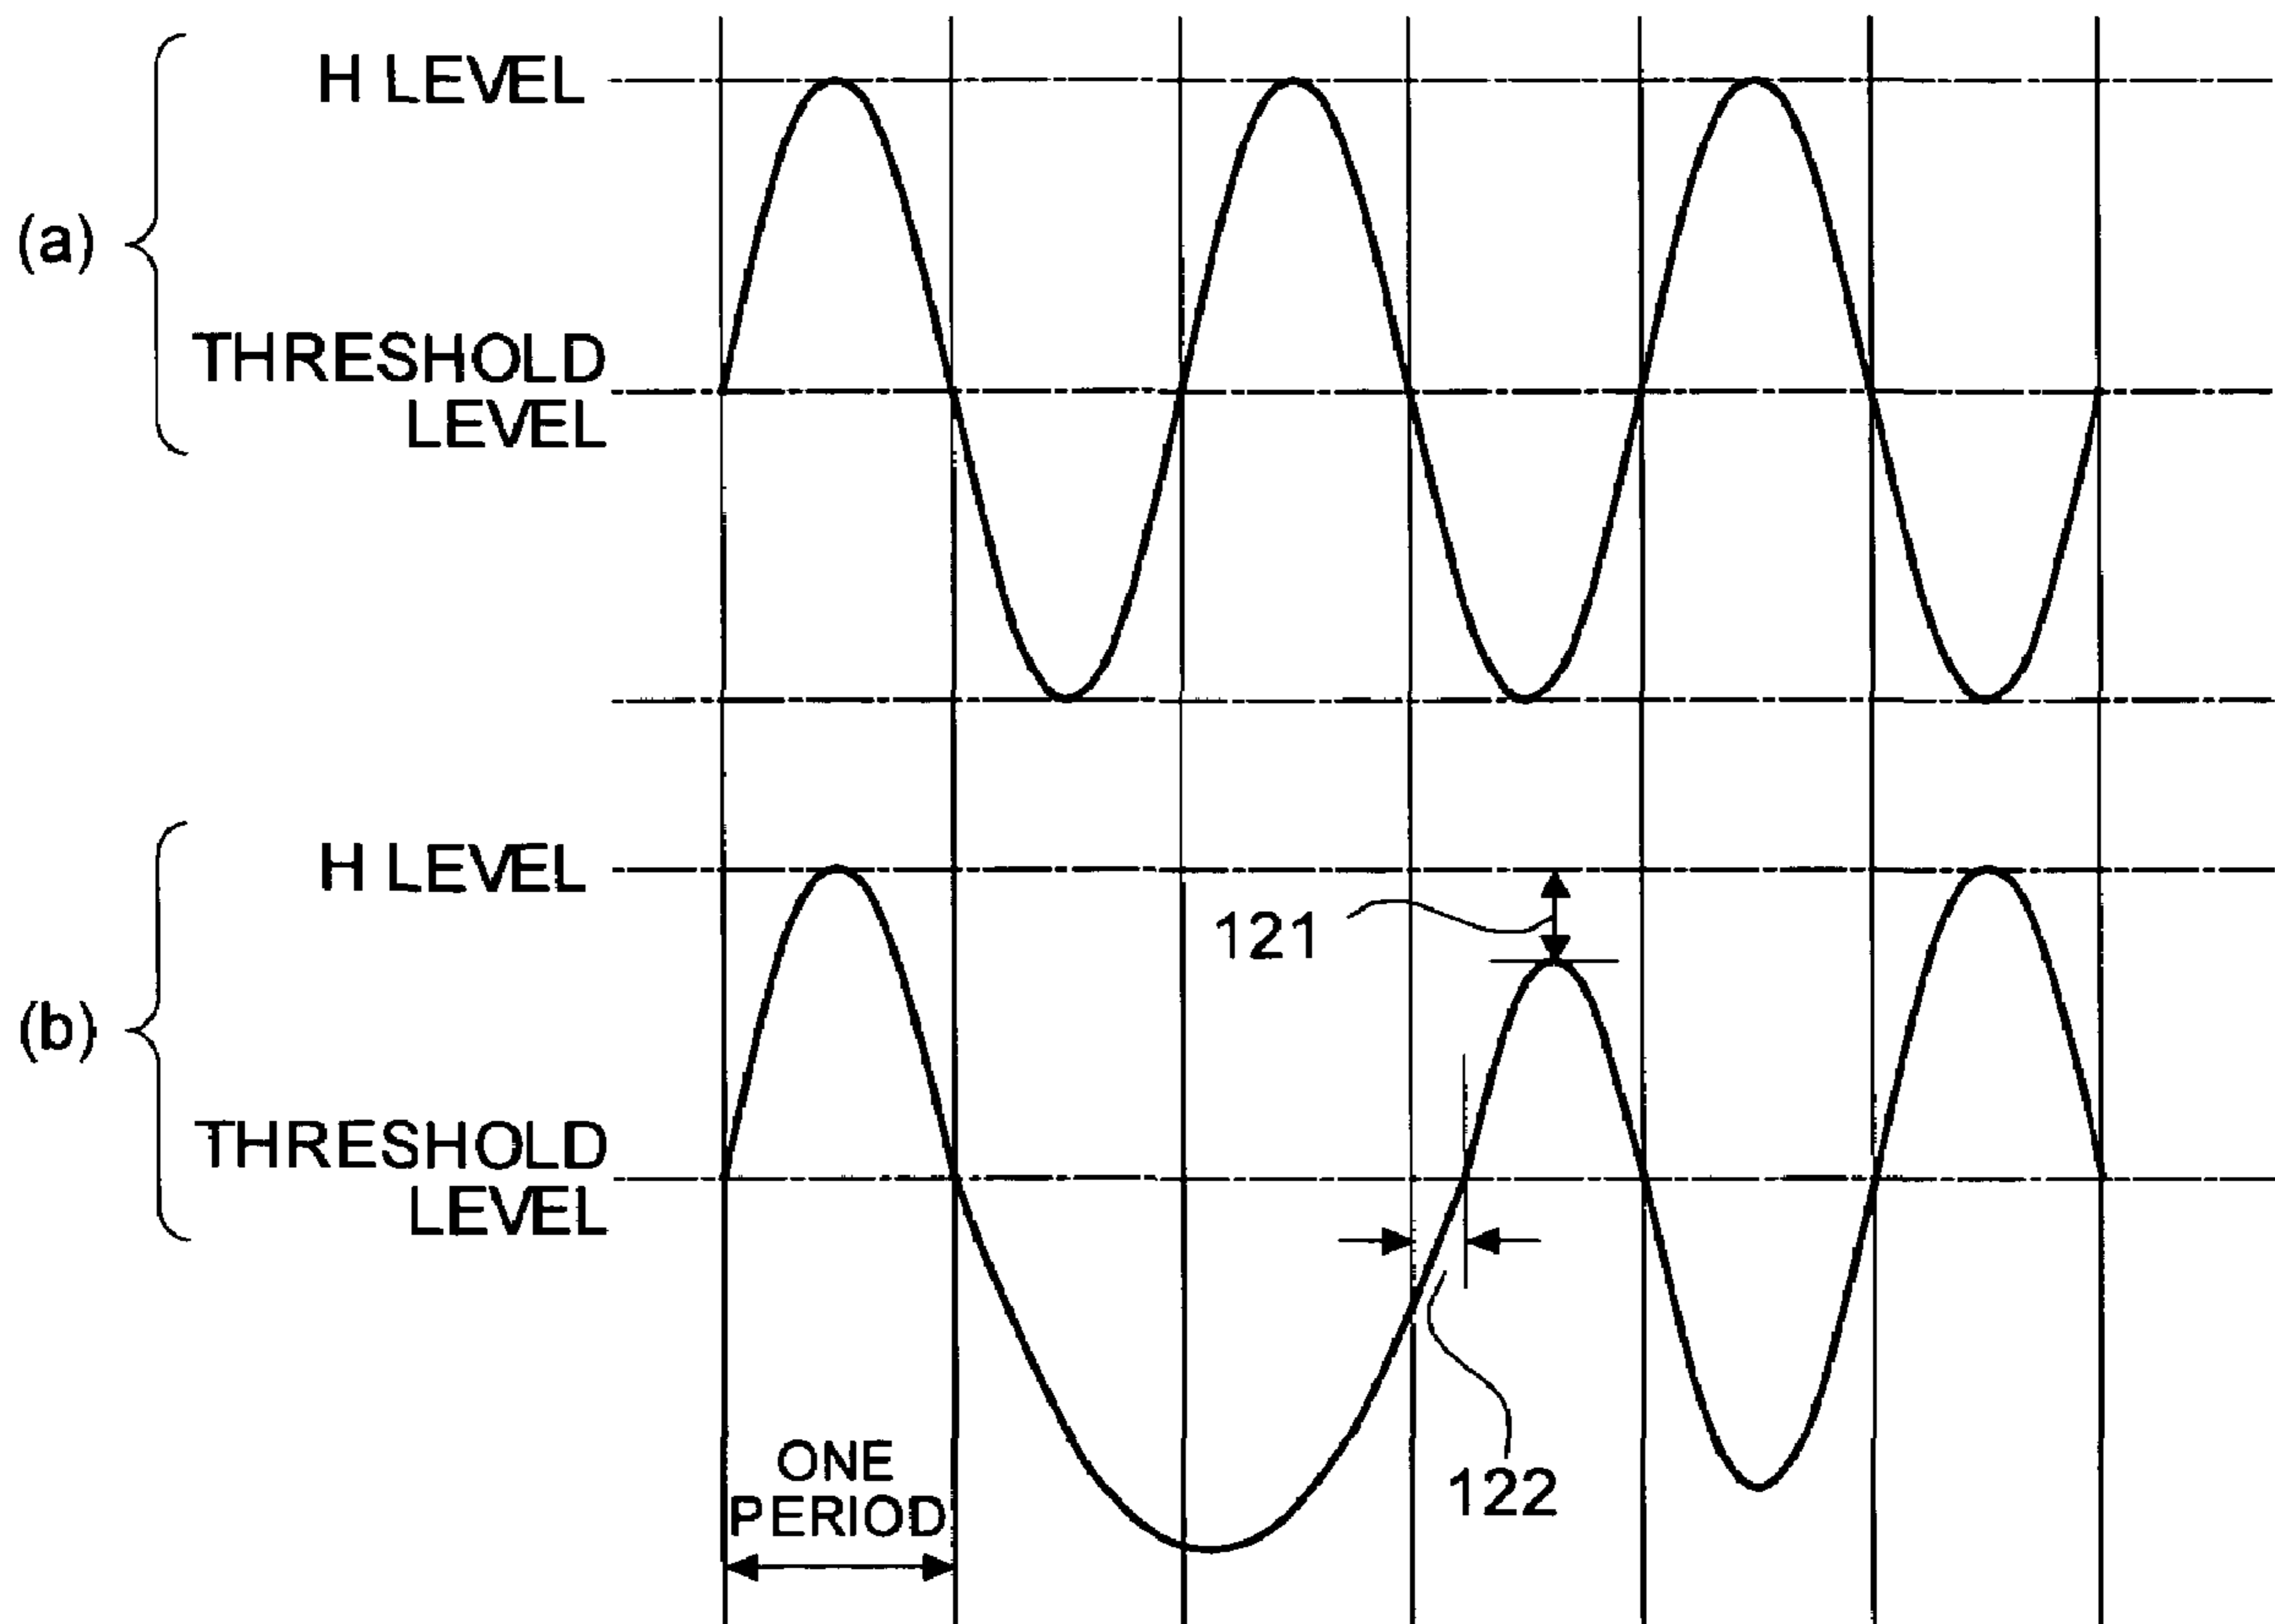 H LEVEL
(a)
THRESHOLD
LEVEL
H LEVEL
121
(b)
THRESHOLD
LEVEL
ONE
PERIOD
122